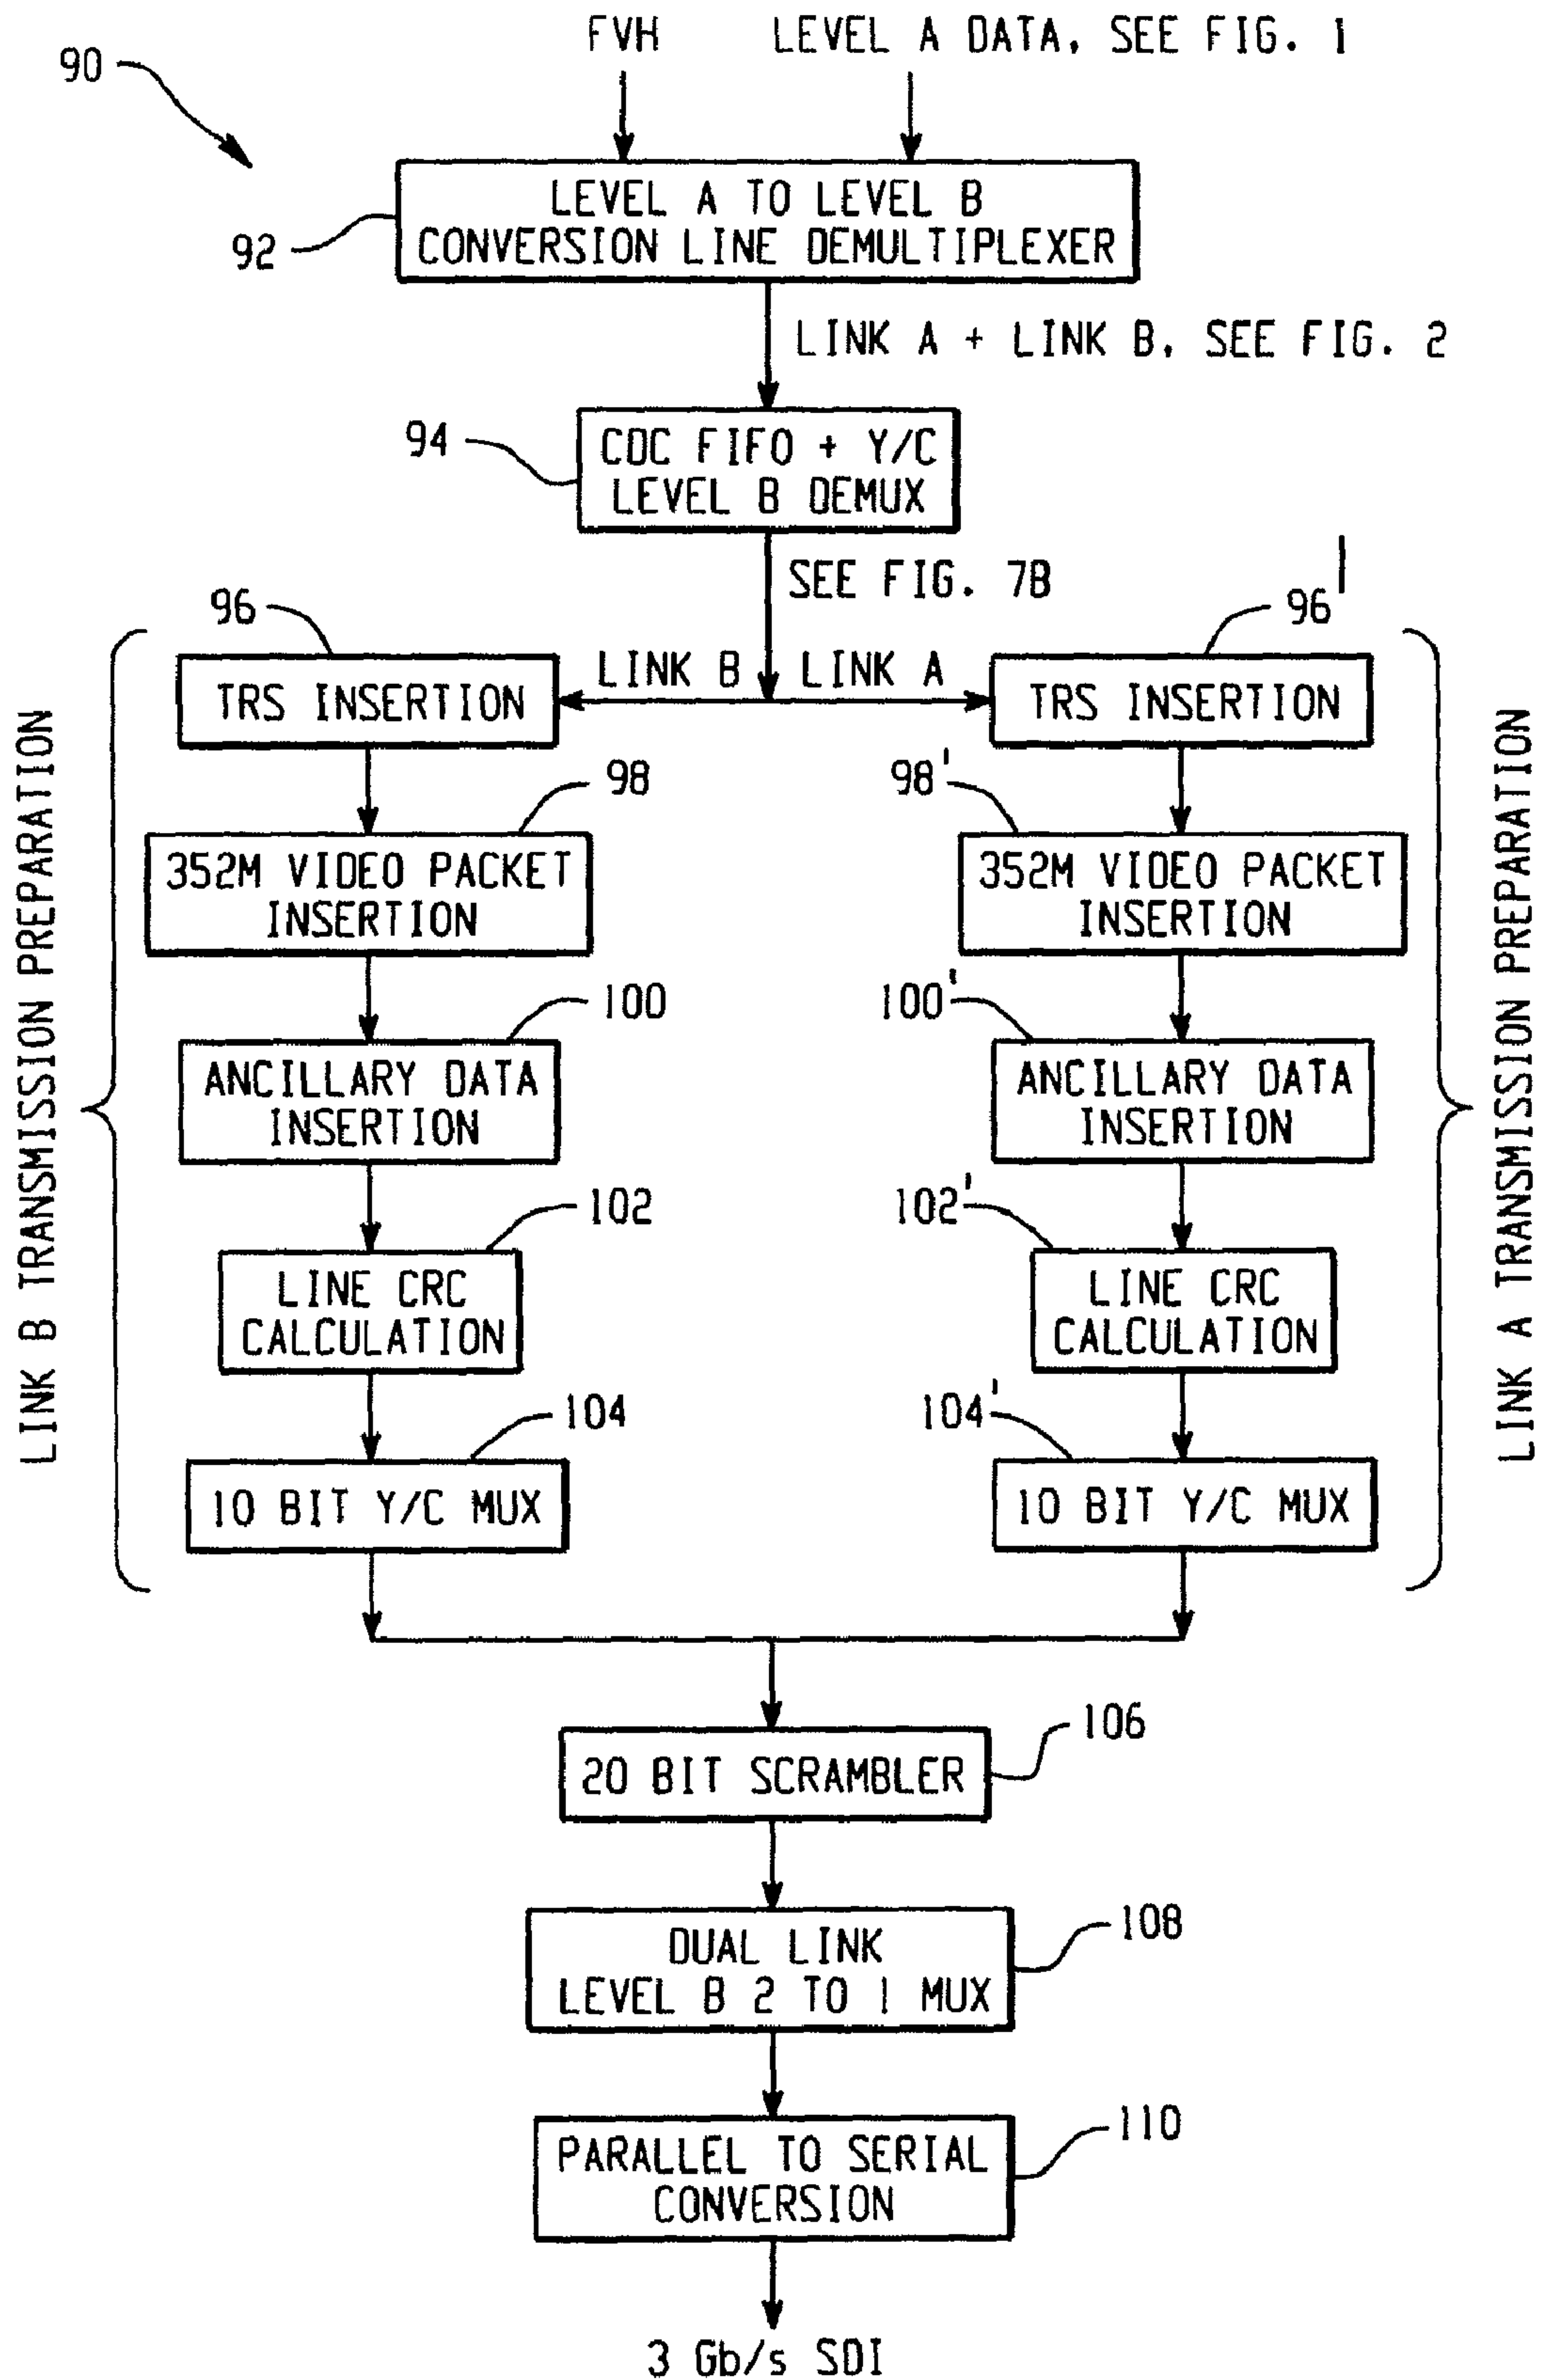 FVH LEVEL A DATA, SEE FIG. 1
90
LEVEL A TO LEVEL B
CONVERSION LINE DEMULTIPLEXER
92
LINK A + LINK B, SEE FIG. 2
94
CDC FIFO + Y/C
LEVEL B DEMUX
SEE FIG. 7B
96
96'
LINK B LINK A
TRS INSERTION
TRS INSERTION
98
98'
352M VIDEO PACKET
INSERTION
352M VIDEO PACKET
INSERTION
100
100'
ANCILLARY DATA
INSERTION
ANCILLARY DATA
INSERTION
102
102'
LINE CRC
CALCULATION
LINE CRC
CALCULATION
104
104'
10 BIT Y/C MUX
10 BIT Y/C MUX
LINK B TRANSMISSION PREPARATION
LINK A TRANSMISSION PREPARATION
106
20 BIT SCRAMBLER
108
DUAL LINK
LEVEL B 2 TO 1 MUX
110
PARALLEL TO SERIAL
CONVERSION
3 Gb/s SDI